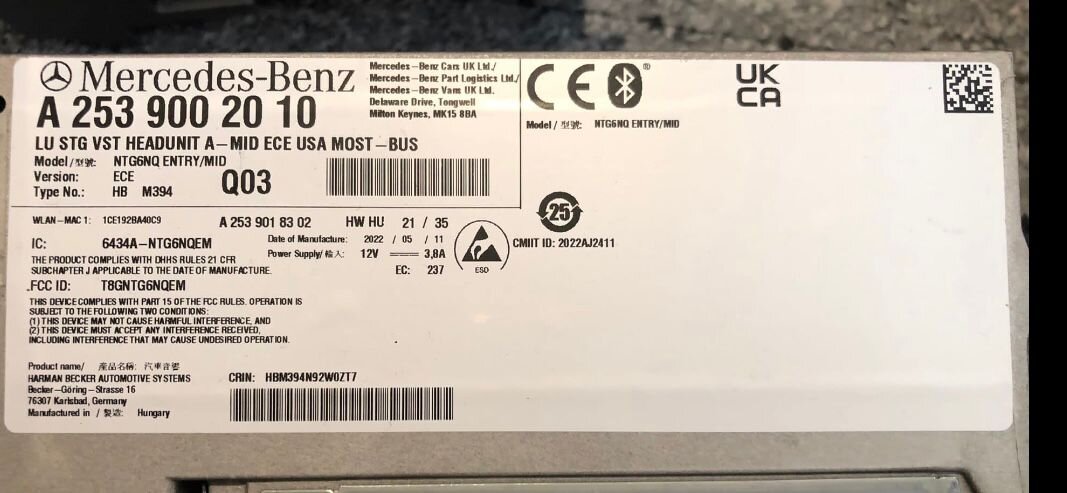 Mercedes-Benz
A 253 900 20 10
LU STG VST HEADUNIT A-MID ECE USA MOST-BUS
Model/型號: NTG6NQ ENTRY/MID
Version: ECE
Type No.: HB M394
Q03
Mercedes-Benz Cars UK Ltd./
Mercedes-Benz Part Logistics Ltd./
Mercedes-Benz Vans UK Ltd.
Delaware Drive, Tongwell
Milton Keynes, MK15 8BA
CE
®
UK
CA
Model / 型號: NTG6NQ ENTRY/MID
WLAN-MAC 1: 1CE192BA40C9
A 253 901 83 02 HW HU 21 / 35
IC: 6434A-NTG6NQEM
Date of Manufacture: 2022 / 05 / 11
Power Supply/ 輸入: 12V 3,8A
EC: 237
ESD
25
CMIIT ID: 2022AJ2411
THE PRODUCT COMPLIES WITH DHHS RULES 21 CFR
SUBCHAPTER J APPLICABLE TO THE DATE OF MANUFACTURE.
FCC ID: T8GNTG6NQEM
THIS DEVICE COMPLIES WITH PART 15 OF THE FCC RULES. OPERATION IS
SUBJECT TO THE FOLLOWING TWO CONDITIONS:
(1) THIS DEVICE MAY NOT CAUSE HARMFUL INTERFERENCE, AND
(2) THIS DEVICE MUST ACCEPT ANY INTERFERENCE RECEIVED,
INCLUDING INTERFERENCE THAT MAY CAUSE UNDESIRED OPERATION.
Product name/ 產品名稱: 汽車音響
HARMAN BECKER AUTOMOTIVE SYSTEMS
Becker-Göring-Strasse 16
76307 Karlsbad, Germany
Manufactured in / 製造: Hungary
CRIN: HBM394N92W0ZT7